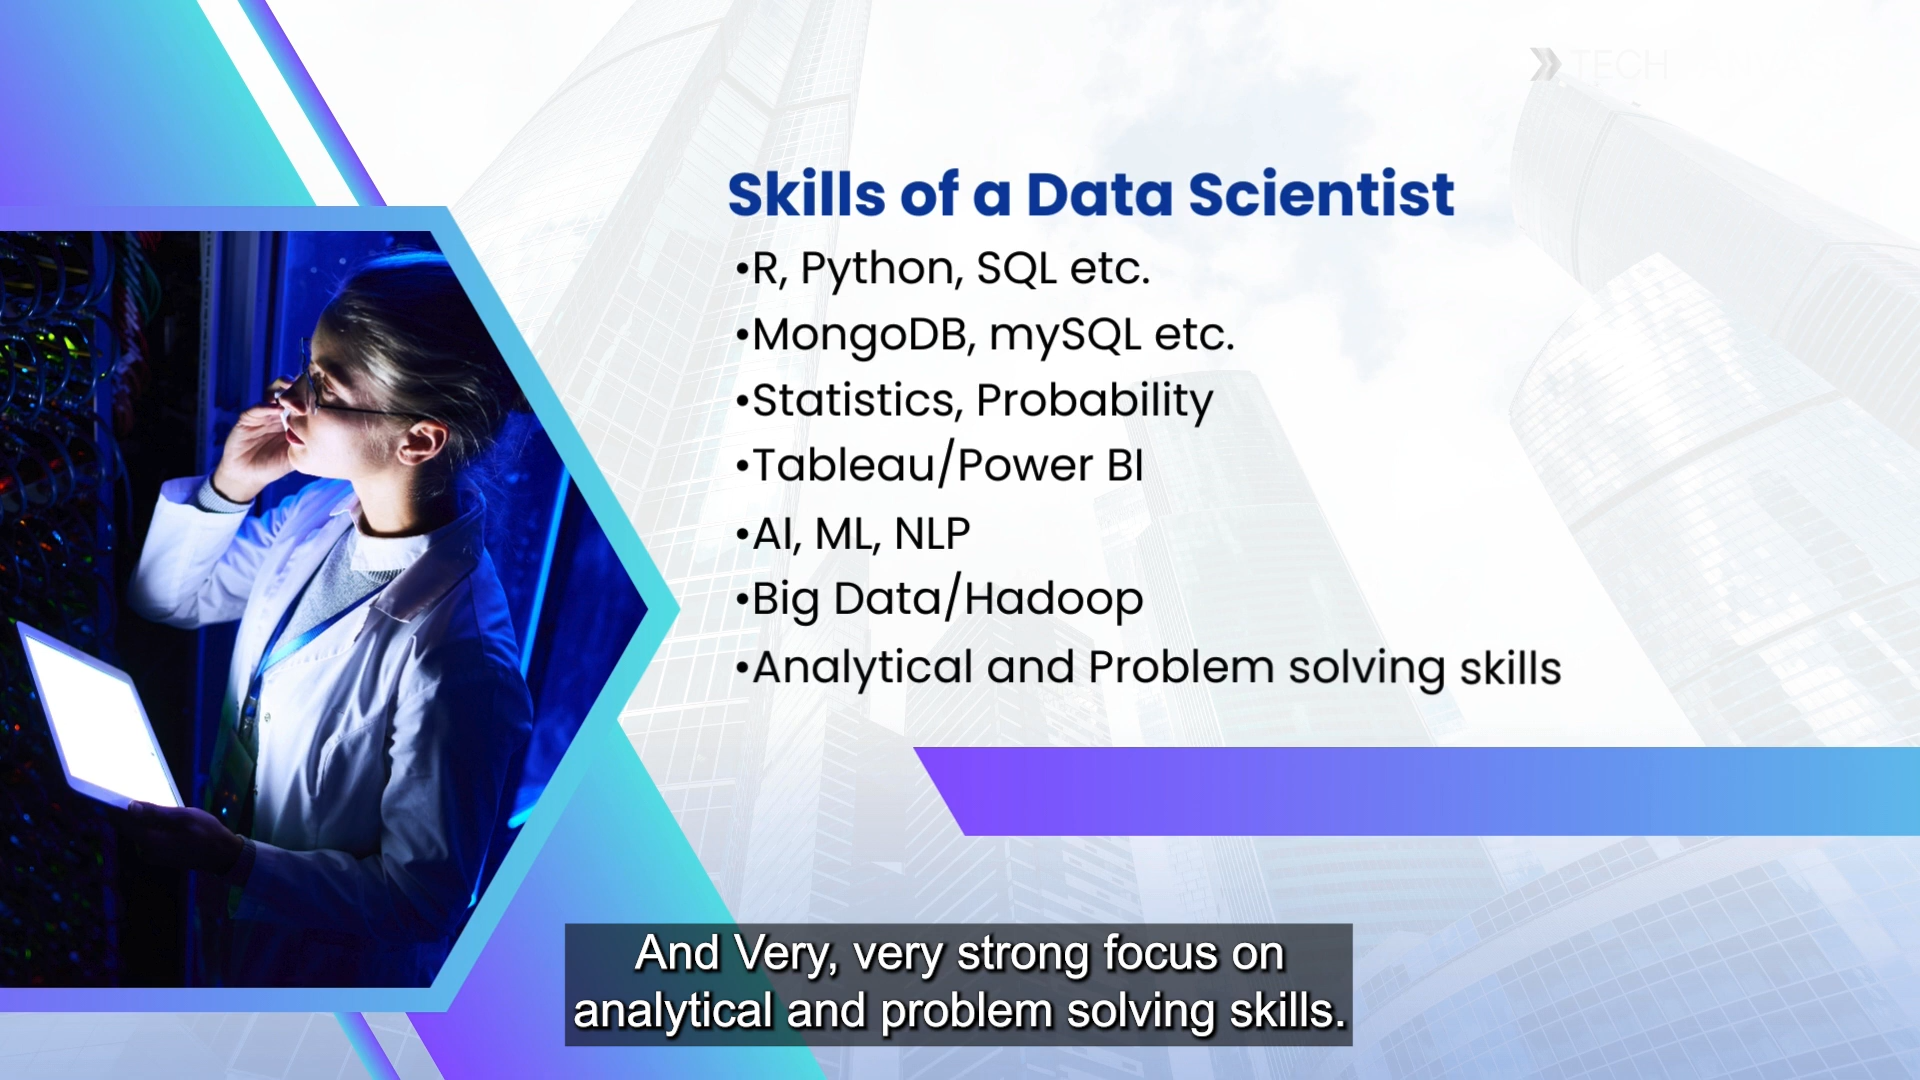 TECH
Skills of a Data Scientist
•R, Python, SQL etc.
•MongoDB, mySQL etc.
•Statistics, Probability
•Tableau/Power BI
•AI, ML, NLP
•Big Data/Hadoop
•Analytical and Problem solving skills
And Very, very strong focus on
analytical and problem solving skills.